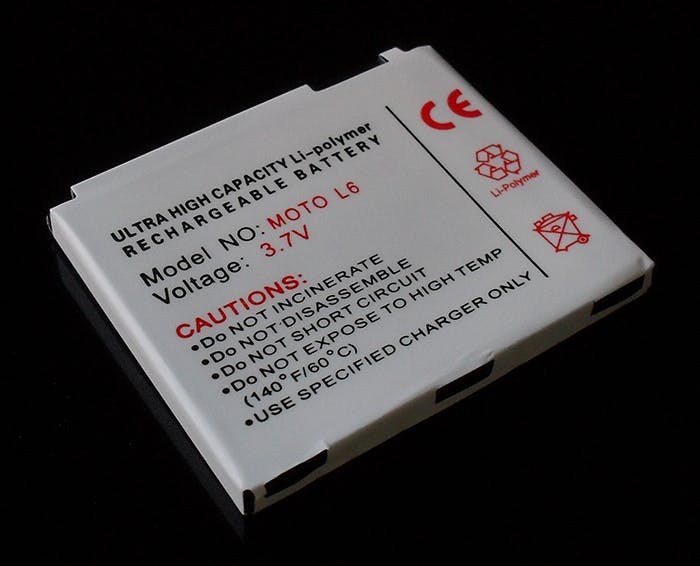 ULTRA HIGH CAPACITY Li-polymer
RECHARGEABLE BATTERY
Model NO: MOTO L6
Voltage: 3.7V
CAUTIONS:
•DO NOT INCINERATE
•DO NOT DISASSEMBLE
•DO NOT SHORT CIRCUIT
•DO NOT EXPOSE TO HIGH TEMP
(140°F/60°C)
•USE SPECIFIED CHARGER ONLY
CE
Li-Polymer